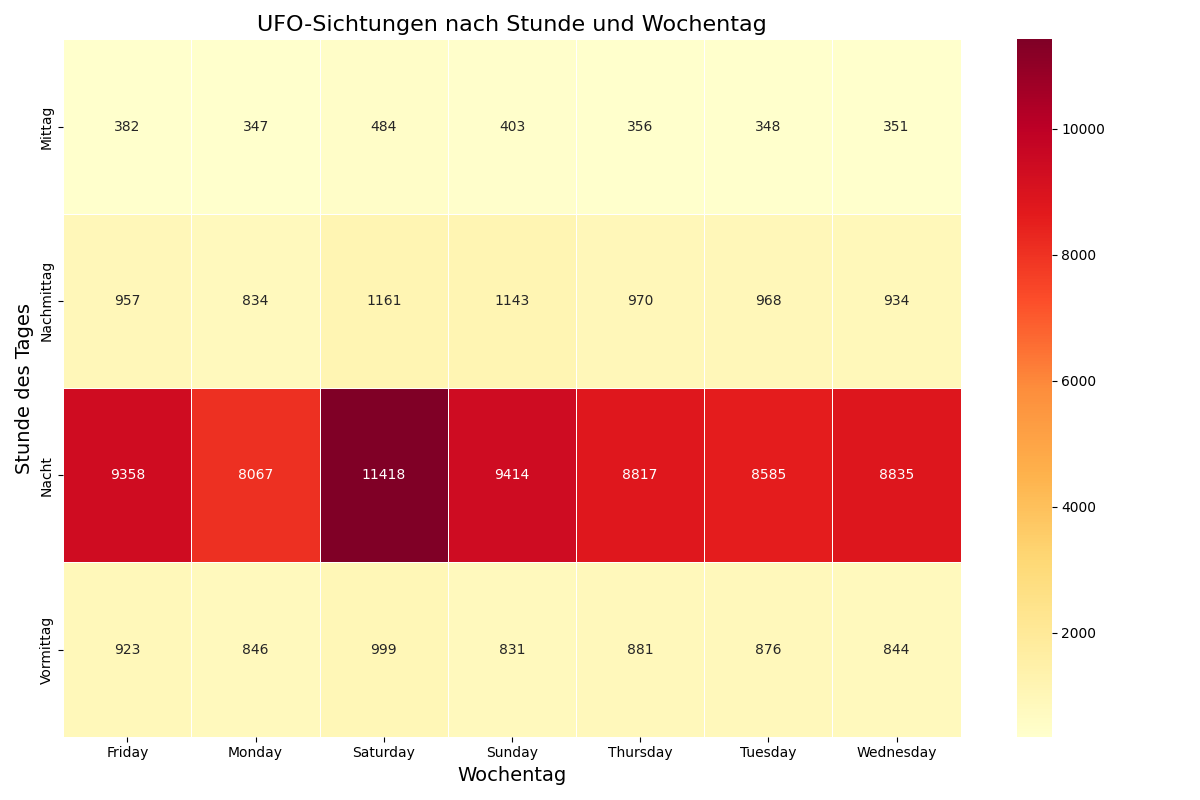 UFO-Sichtungen nach Stunde und Wochentag
Stunde des Tages
Mittag
382 347 484 403 356 348 351
Nachmittag
957 834 1161 1143 970 968 934
Nacht
9358 8067 11418 9414 8817 8585 8835
Vormittag
923 846 999 831 881 876 844
Friday Monday Saturday Sunday Thursday Tuesday Wednesday
Wochentag
10000
8000
6000
4000
2000